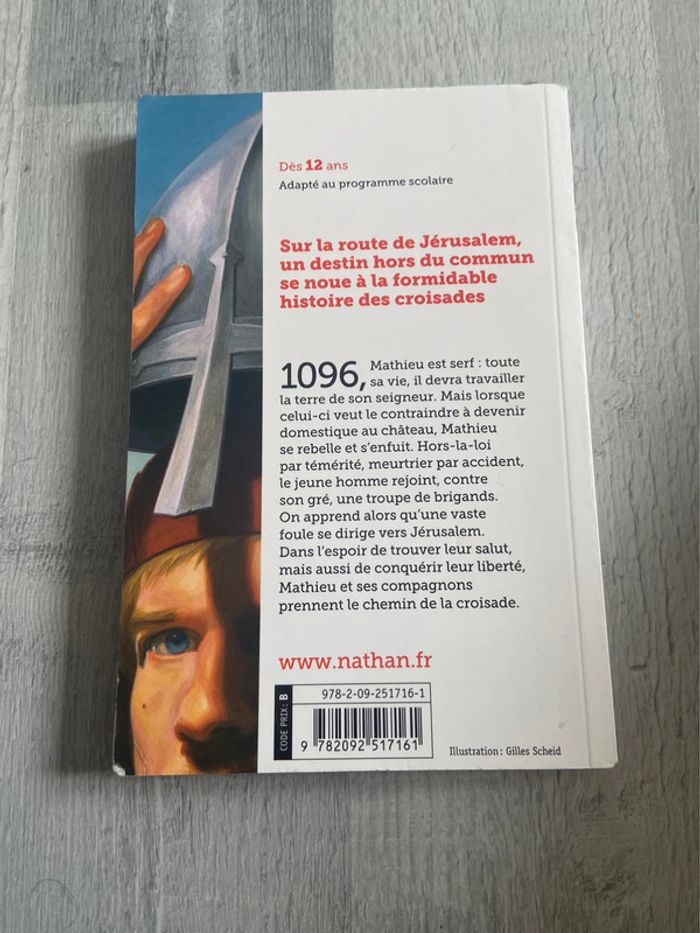 Dès 12 ans
Adapté au programme scolaire
Sur la route de Jérusalem,
un destin hors du commun
se noue à la formidable
histoire des croisades
1096, Mathieu est serf : toute
sa vie, il devra travailler
la terre de son seigneur. Mais lorsque
celui-ci veut le contraindre à devenir
domestique au château, Mathieu
se rebelle et s'enfuit. Hors-la-loi
par témérité, meurtrier par accident,
le jeune homme rejoint, contre
son gré, une troupe de brigands.
On apprend alors qu'une vaste
foule se dirige vers Jérusalem.
Dans l'espoir de trouver leur salut,
mais aussi de conquérir leur liberté,
Mathieu et ses compagnons
prennent le chemin de la croisade.
www.nathan.fr
CODE PRIX : B
978-2-09-251716-1
9 782092 517161
Illustration : Gilles Scheid